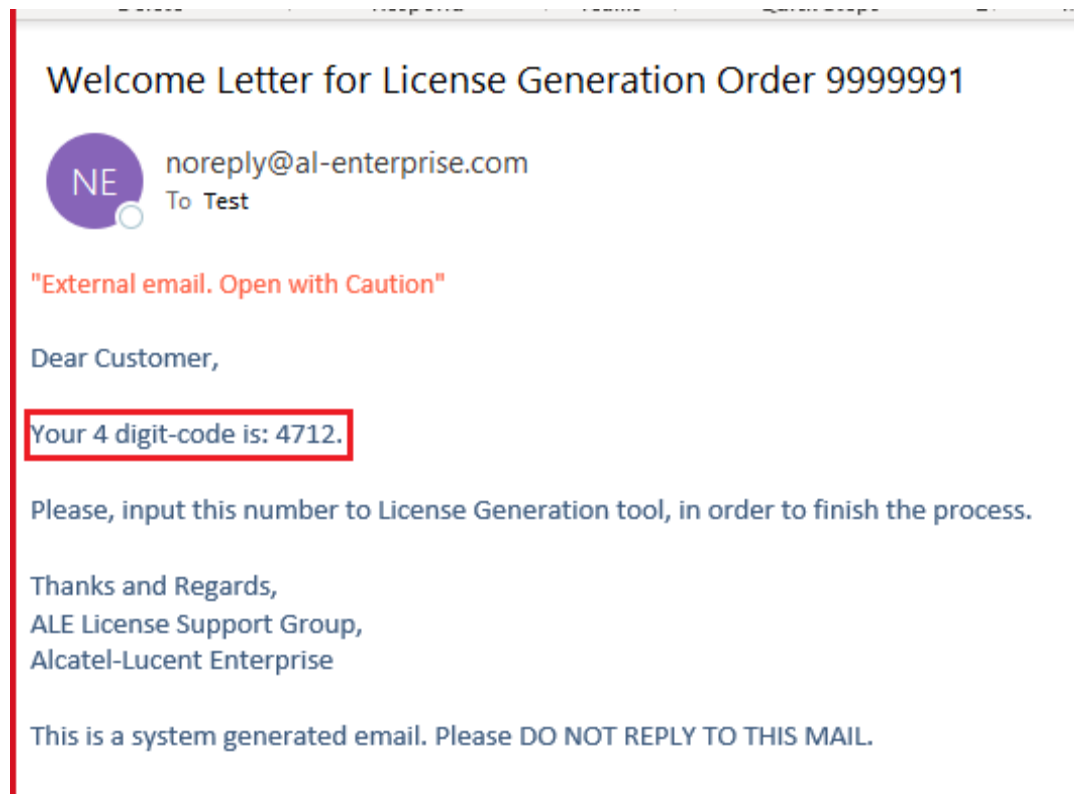 Welcome Letter for License Generation Order 9999991
NE
noreply@al-enterprise.com
To Test
"External email. Open with Caution"
Dear Customer,
Your 4 digit-code is: 4712.
Please, input this number to License Generation tool, in order to finish the process.
Thanks and Regards,
ALE License Support Group,
Alcatel-Lucent Enterprise
This is a system generated email. Please DO NOT REPLY TO THIS MAIL.